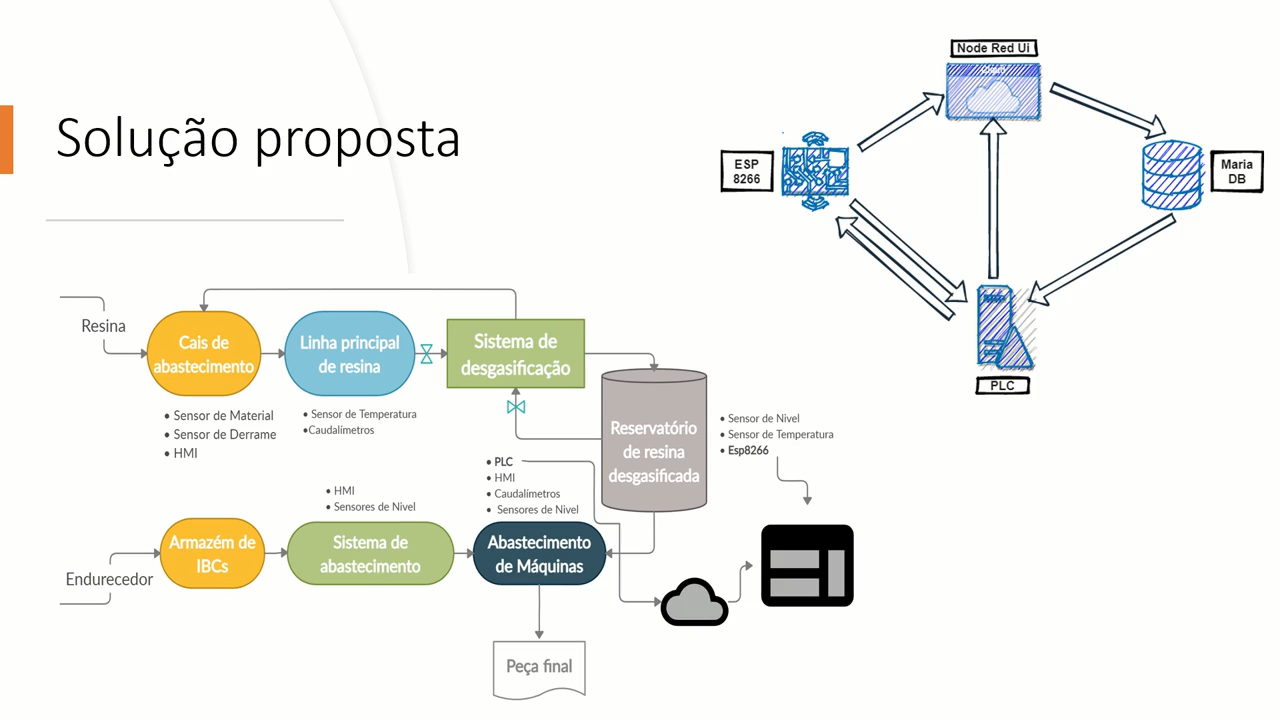 Solução proposta
Node Red Ui
ESP
8266
Maria
DB
PLC
Resina
Cais de
abastecimento
• Sensor de Material
• Sensor de Derrame
• HMI
Linha principal
de resina
• Sensor de Temperatura
•Caudalímetros
Sistema de
desgasificação
Reservatório
de resina
desgasificada
• Sensor de Nivel
• Sensor de Temperatura
• Esp8266
Endurecedor
Armazém de
IBCs
• HMI
• Sensores de Nivel
Sistema de
abastecimento
• PLC
• HMI
• Caudalímetros
• Sensores de Nivel
Abastecimento
de Máquinas
Peça final